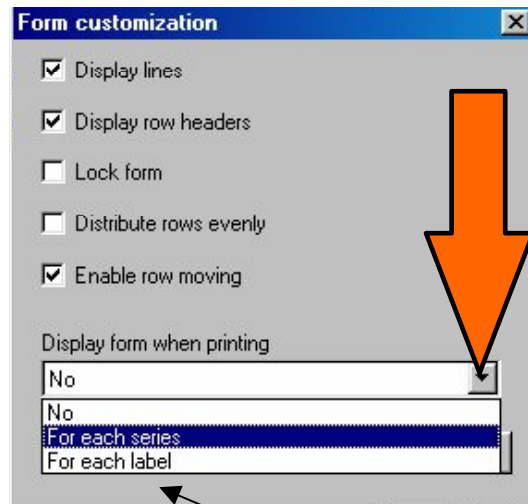 Form customization
Display lines
Display row headers
Lock form
Distribute rows evenly
Enable row moving
Display form when printing
No
No
For each series
For each label